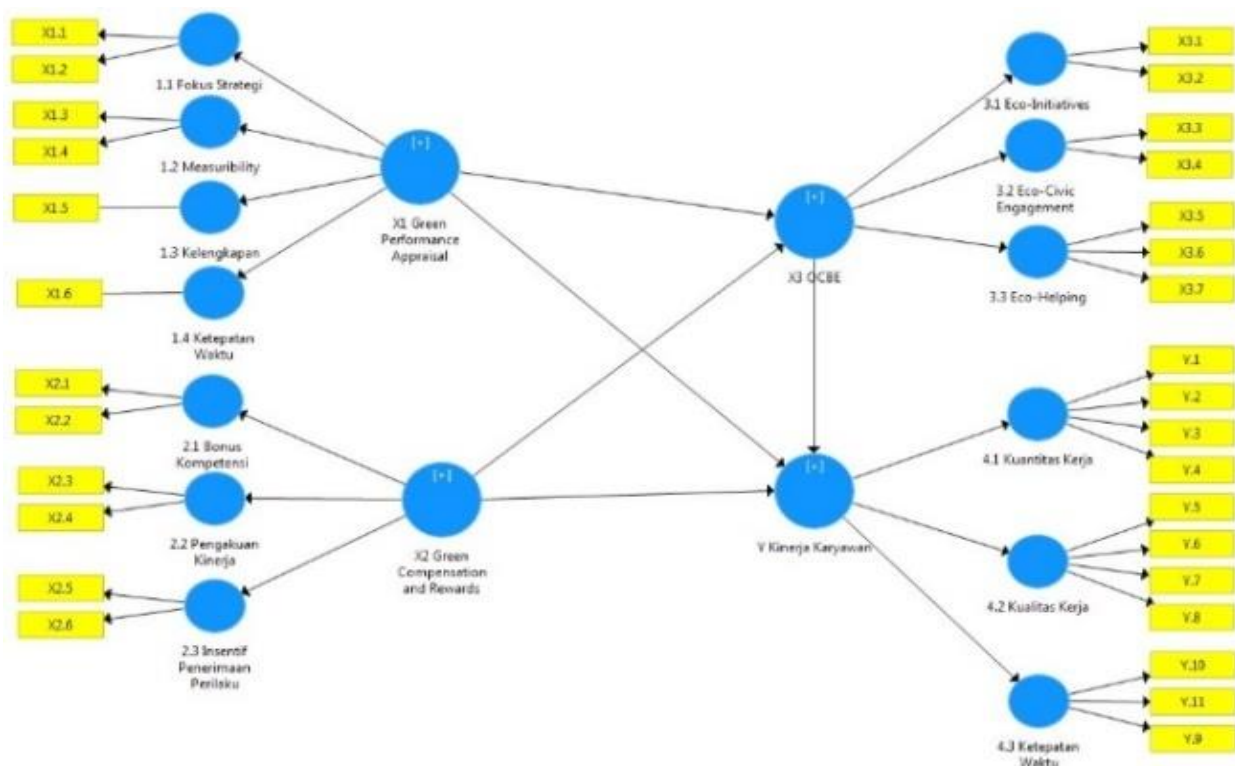 X1.1
X1.2
1.1 Fokus Strategi
X1.3
X1.4
1.2 Measuribility
X1.5
1.3 Kelengkapan
X1.6
1.4 Ketepatan
Waktu
[+]
X1 Green
Performance
Appraisal
X2.1
X2.2
2.1 Bonus
Kompetensi
X2.3
X2.4
2.2 Pengakuan
Kinerja
X2.5
X2.6
2.3 Insentif
Penerimaan
Perilaku
[+]
X2 Green
Compensation
and Rewards
[+]
X3 OCBE
[+]
Y Kinerja Karyawan
3.1 Eco-Initiatives
X3.1
X3.2
3.2 Eco-Civic
Engagement
X3.3
X3.4
3.3 Eco-Helping
X3.5
X3.6
X3.7
4.1 Kuantitas Kerja
Y.1
Y.2
Y.3
Y.4
4.2 Kualitas Kerja
Y.5
Y.6
Y.7
Y.8
4.3 Ketepatan
Waktu
Y.10
Y.11
Y.9